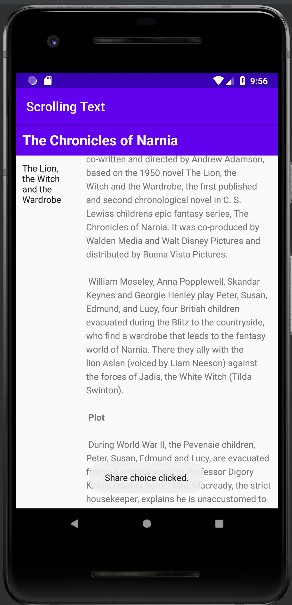 9:56
Scrolling Text
The Chronicles of Narnia
The Lion,
the Witch
and the
Wardrobe
co-written and directed by Andrew Adamson,
based on the 1950 novel The Lion, the
Witch and the Wardrobe, the first published
and second chronological novel in C. S.
Lewiss childrens epic fantasy series, The
Chronicles of Narnia. It was co-produced by
Walden Media and Walt Disney Pictures and
distributed by Buena Vista Pictures.
William Moseley, Anna Popplewell, Skandar
Keynes and Georgie Henley play Peter, Susan,
Edmund, and Lucy, four British children
evacuated during the Blitz to the countryside,
who find a wardrobe that leads to the fantasy
world of Narnia. There they ally with the
lion Aslan (voiced by Liam Neeson) against
the forces of Jadis, the White Witch (Tilda
Swinton).
Plot
During World War II, the Pevensie children,
Peter, Susan, Edmund and Lucy, are evacuated
Digory
Share choice clicked.
the strict
housekeeper, explains he is unaccustomed to